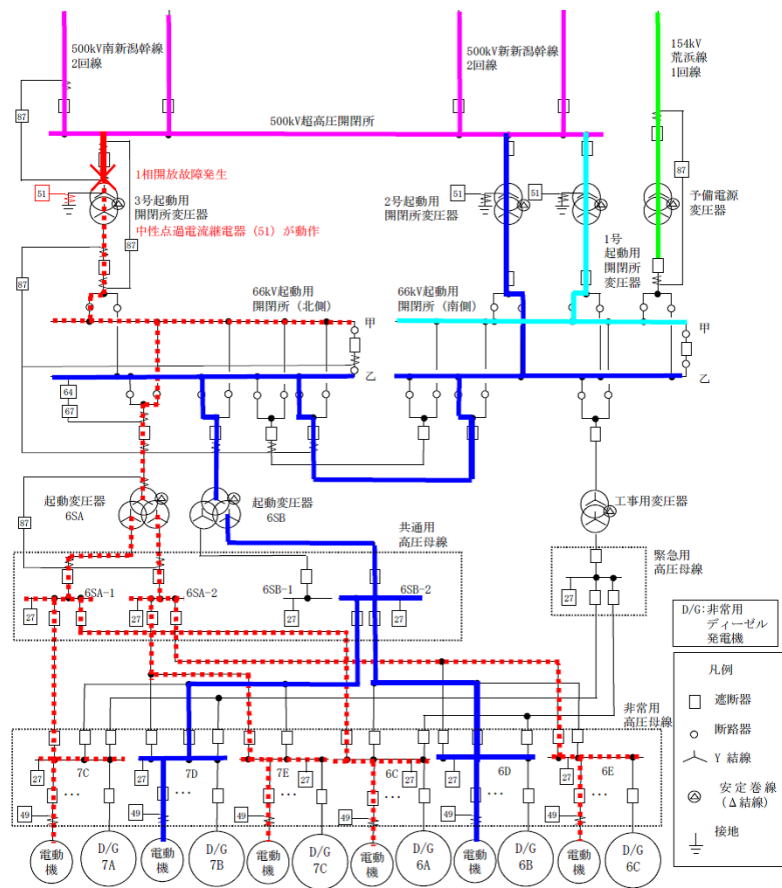 500kV南新潟幹線
2回線
500kV新新潟幹線
2回線
154kV
荒浜線
1回線
87
500kV超高圧開閉所
87
1相開放故障発生
51
3号起動用
開閉所変圧器
中性点過電流継電器 (51) が動作
87
87
51
2号起動用
開閉所変圧器
51
1号
起動用
開閉所
変圧器
予備電源
変圧器
66kV起動用
開閉所 (北側)
66kV起動用
開閉所 (南側)
甲
甲
乙
乙
64
67
起動変圧器
6SA
起動変圧器
6SB
工事用変圧器
87
共通用
高圧母線
緊急用
高圧母線
6SA-1
6SA-2
6SB-1
6SB-2
27
27
27
27
27
D/G:非常用
ディーゼル
発電機
凡例
遮断器
断路器
Y 結線
安定巻線
(Δ結線)
接地
非常用
高圧母線
7C
7D
7E
6C
6D
6E
27
27
27
27
27
27
…
…
…
…
…
…
49
49
49
49
49
49
電動
機
D/G
7A
電動
機
D/G
7B
電動
機
D/G
7C
電動
機
D/G
6A
電動
機
D/G
6B
電動
機
D/G
6C